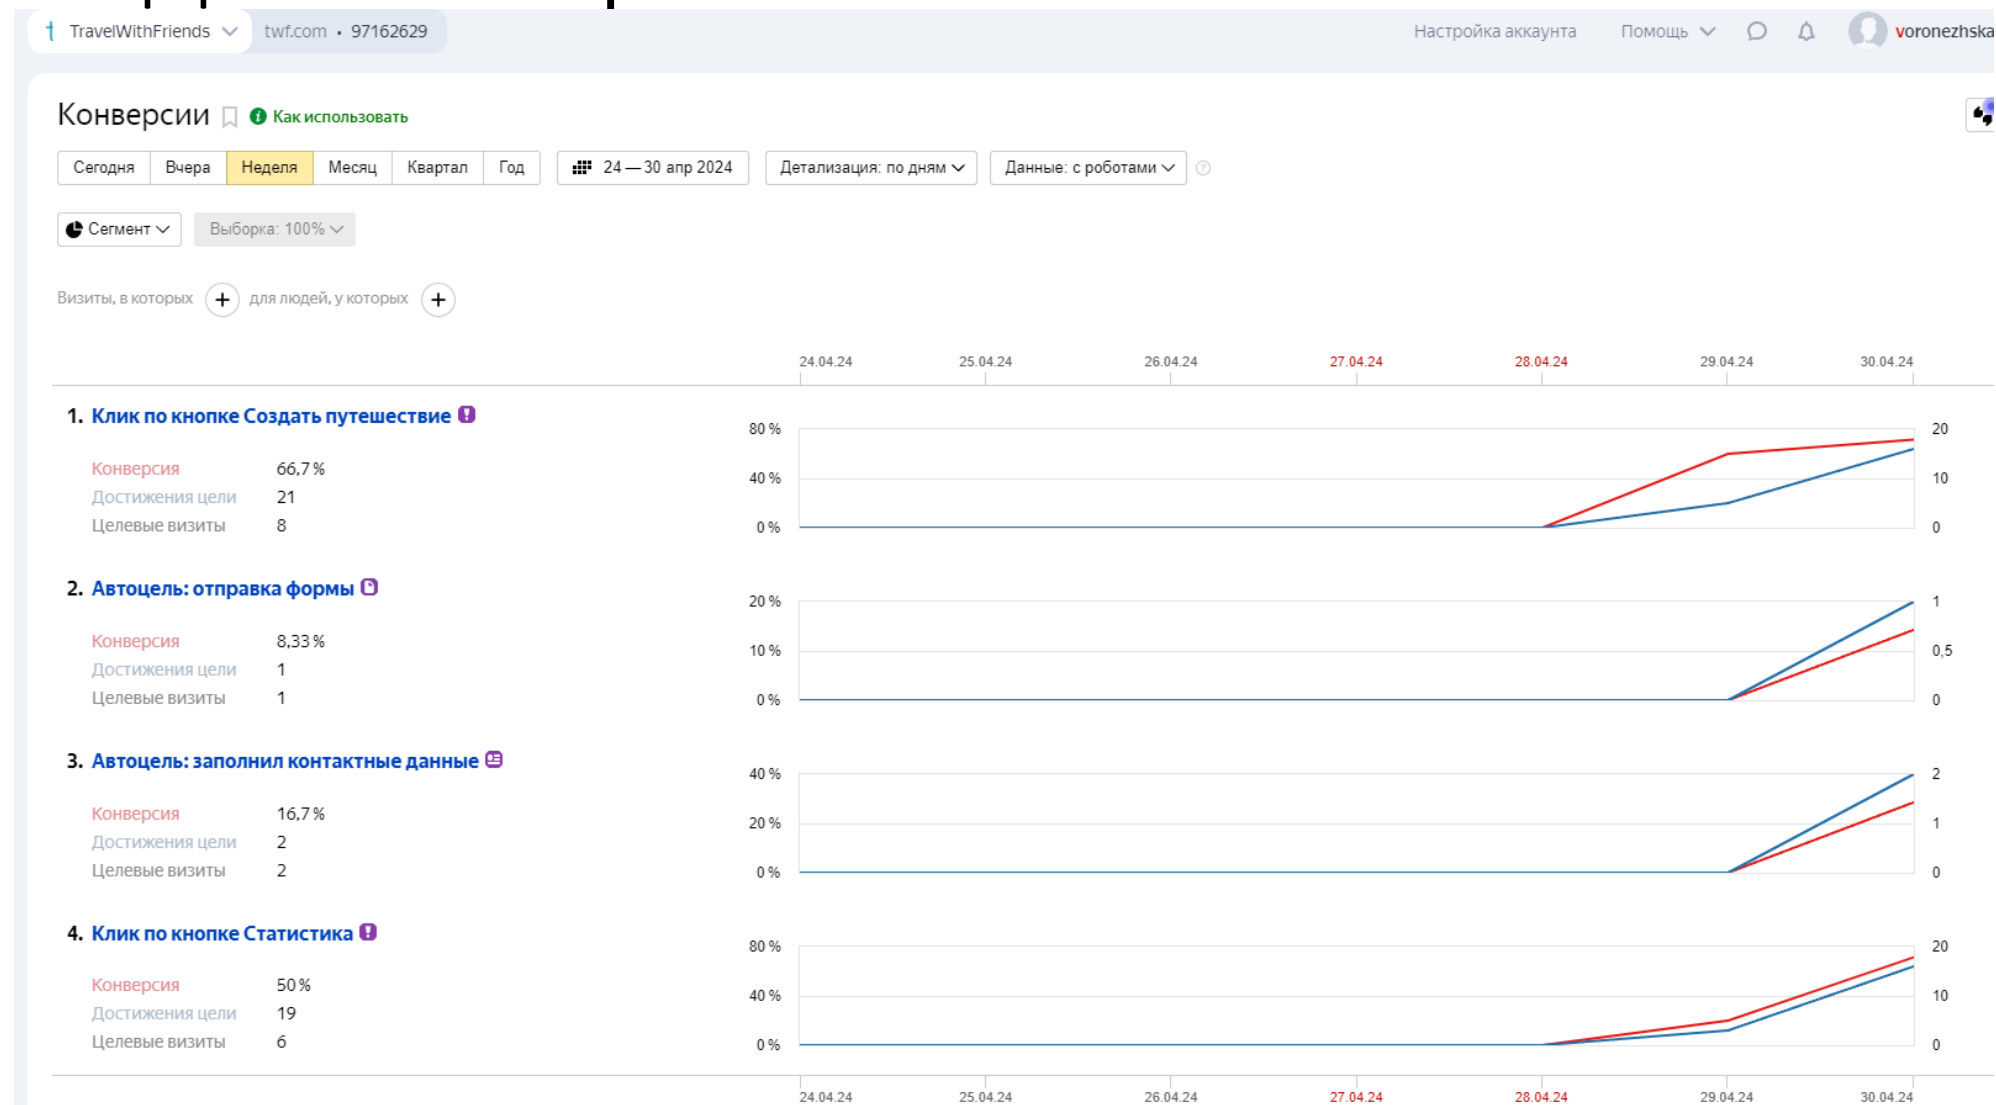 TravelWithFriends twf.com • 97162629 Настройка аккаунта Помощь voronezhska
Конверсии Как использовать
Сегодня Вчера Неделя Месяц Квартал Год 24 — 30 апр 2024 Детализация: по дням Данные: с роботами
Сегмент Выборка: 100%
Визиты, в которых + для людей, у которых +
24.04.24 25.04.24 26.04.24 27.04.24 28.04.24 29.04.24 30.04.24
1. Клик по кнопке Создать путешествие
80 % 20
Конверсия 66,7 %
40 % 10
Достижения цели 21
Целевые визиты 8
0 % 0
2. Автоцель: отправка формы
20 % 1
Конверсия 8,33 %
10 % 0,5
Достижения цели 1
Целевые визиты 1
0 % 0
3. Автоцель: заполнил контактные данные
40 % 2
Конверсия 16,7 %
20 % 1
Достижения цели 2
Целевые визиты 2
0 % 0
4. Клик по кнопке Статистика
80 % 20
Конверсия 50 %
40 % 10
Достижения цели 19
Целевые визиты 6
0 % 0
24.04.24 25.04.24 26.04.24 27.04.24 28.04.24 29.04.24 30.04.24